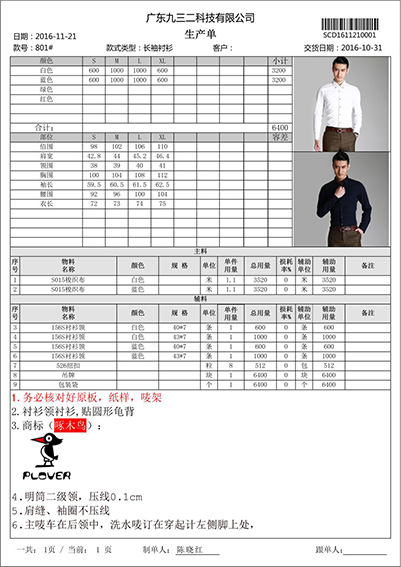 广东九三二科技有限公司
生产单
SCD1611210001
日期：2016-11-21
款号：801# 款式类型：长袖衬衫 客户： 交货日期：2016-10-31
颜色 S M L XL 小计
白色 600 1000 1000 600 3200
蓝色 600 1000 1000 600 3200
绿色
红色
合计： 6400
部位 S M L XL 容差
佰围 98 102 106 110
肩宽 42.8 44 45.2 46.4
前胸 38 39 40 41
胸围 100 104 108 112
袖长 59.5 60.5 61.5 62.5
腰围 92 96 100 104
衣长 72 73 74 75
主料
序号 物料名称 颜色 规 格 单位 单件用量 总用量 损耗率% 辅助单位 辅助用量 备注
1 S015梭织布 白色 米 1.1 3520 0 米 3520
2 S015梭织布 蓝色 米 1.1 3520 0 米 3520
辅料
序号 物料名称 颜色 规 格 单位 单件用量 总用量 损耗率% 辅助单位 辅助用量 备注
3 156S衬衫领 白色 40#7 条 1 600 0 条 600
4 156S衬衫领 白色 43#7 条 1 1000 0 条 1000
5 156S衬衫领 蓝色 40#7 条 1 600 0 条 600
6 156S衬衫领 蓝色 43#7 条 1 1000 0 条 1000
7 526纽扣 粒 8 512 0 包 512
8 吊牌 块 1 6400 0 块 6400
9 包装袋 个 1 6400 0 个 6400
1.务必核对好原板，纸样，唛架
2.衬衫领衬衫,贴圆形龟背
3.商标（啄木鸟）：
PLOVER
4.明筒二级领，压线0.1cm
5.肩缝、袖圈不压线
6.主唛车在后领中，洗水唛订在穿起计左侧脚上处，
一共：1页 / 当前：1 页 制单人：陈晓红 跟单人：